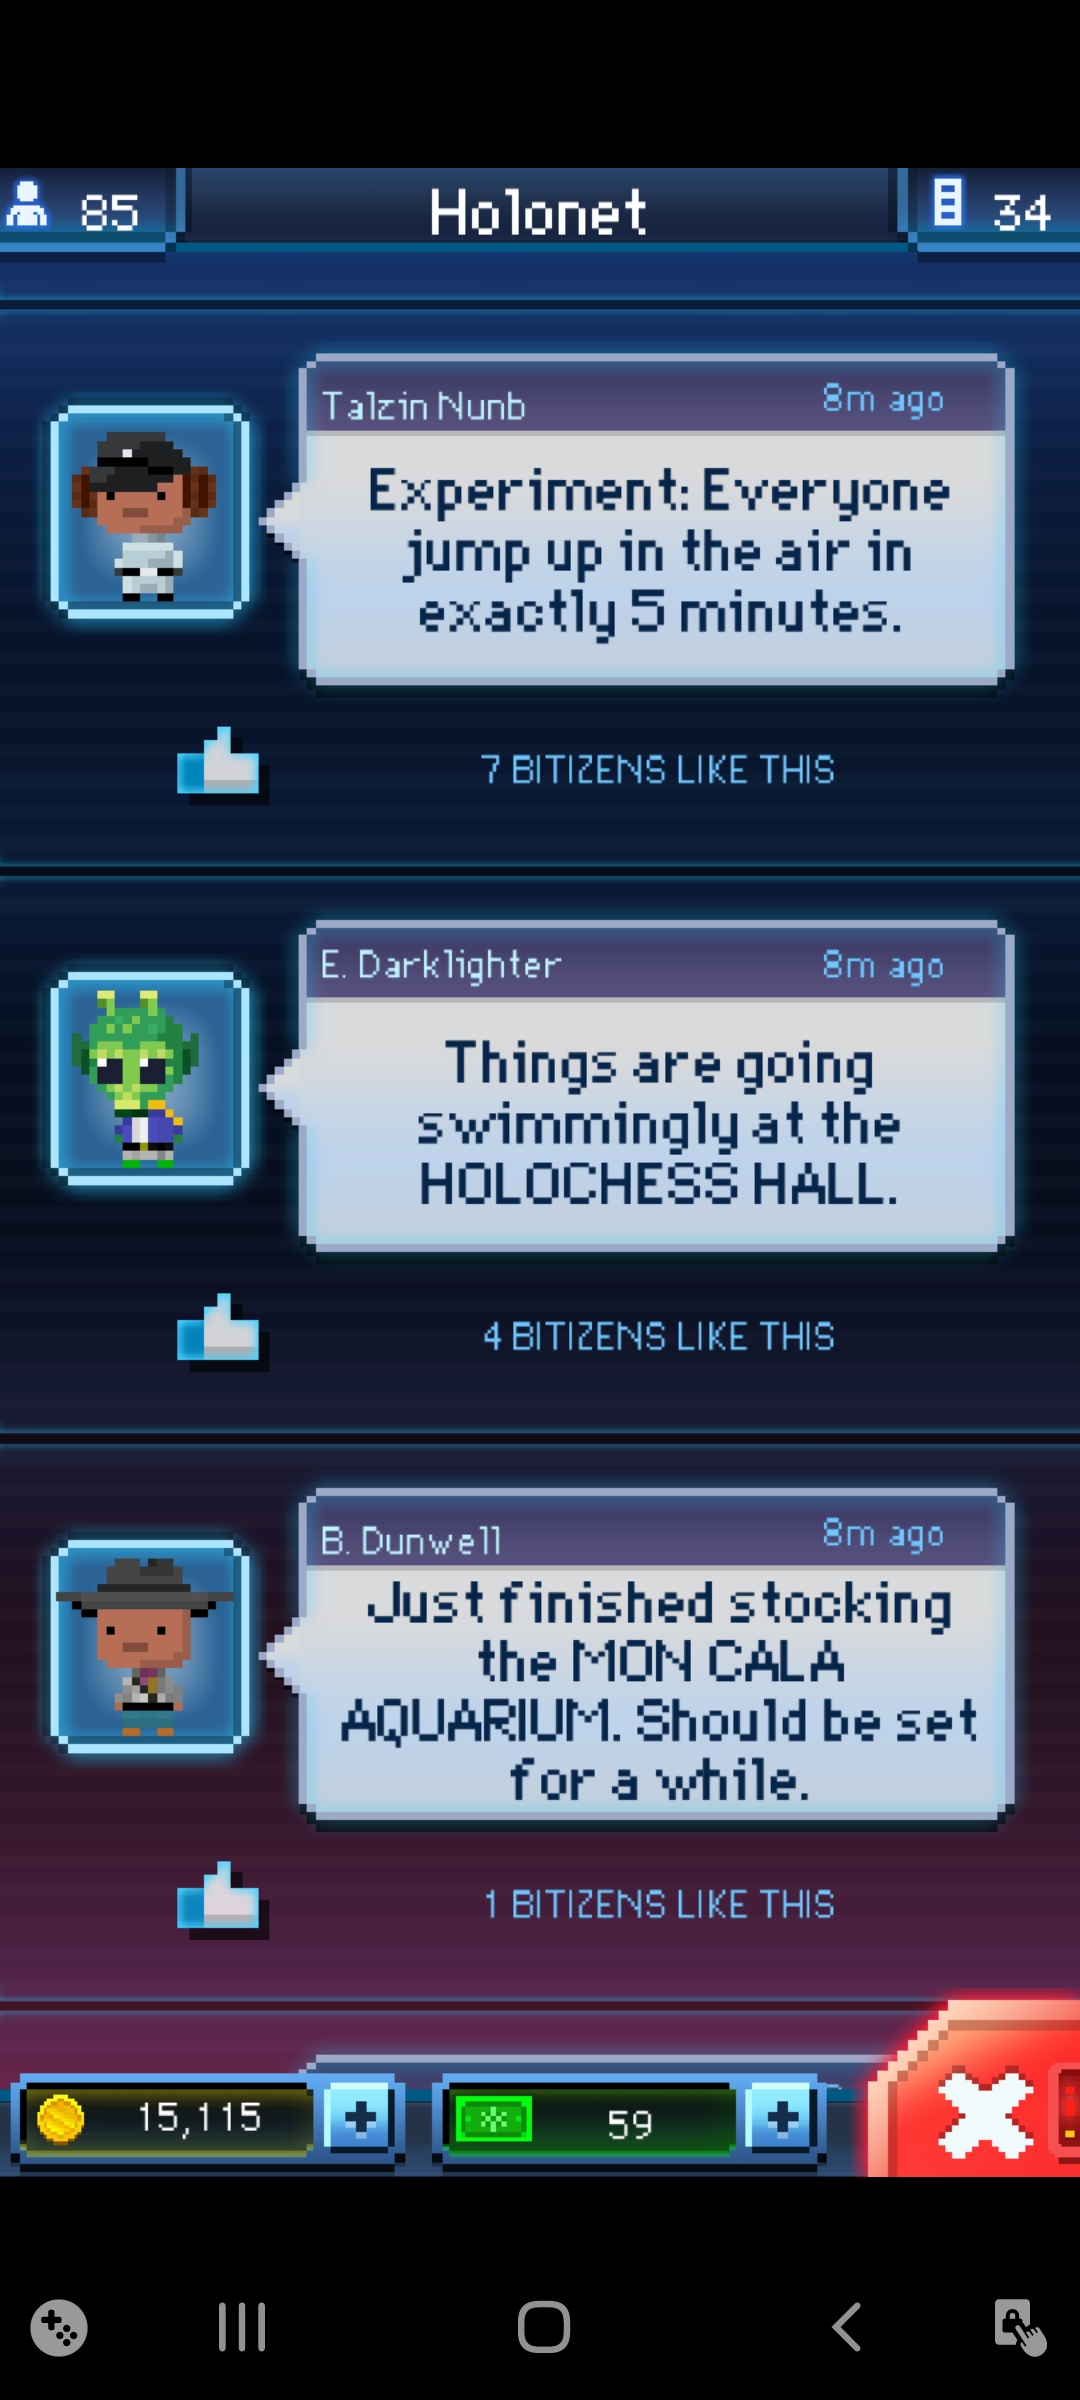 85
Holonet
34
Talzin Nunb
8m ago
Experiment: Everyone
jump up in the air in
exactly 5 minutes.
7 BITIZENS LIKE THIS
E. Darklighter
8m ago
Things are going
swimmingly at the
HOLOCHESS HALL.
4 BITIZENS LIKE THIS
B. Dunwell
8m ago
Just finished stocking
the MON CALA
AQUARIUM. Should be set
for a while.
1 BITIZENS LIKE THIS
15,115
59